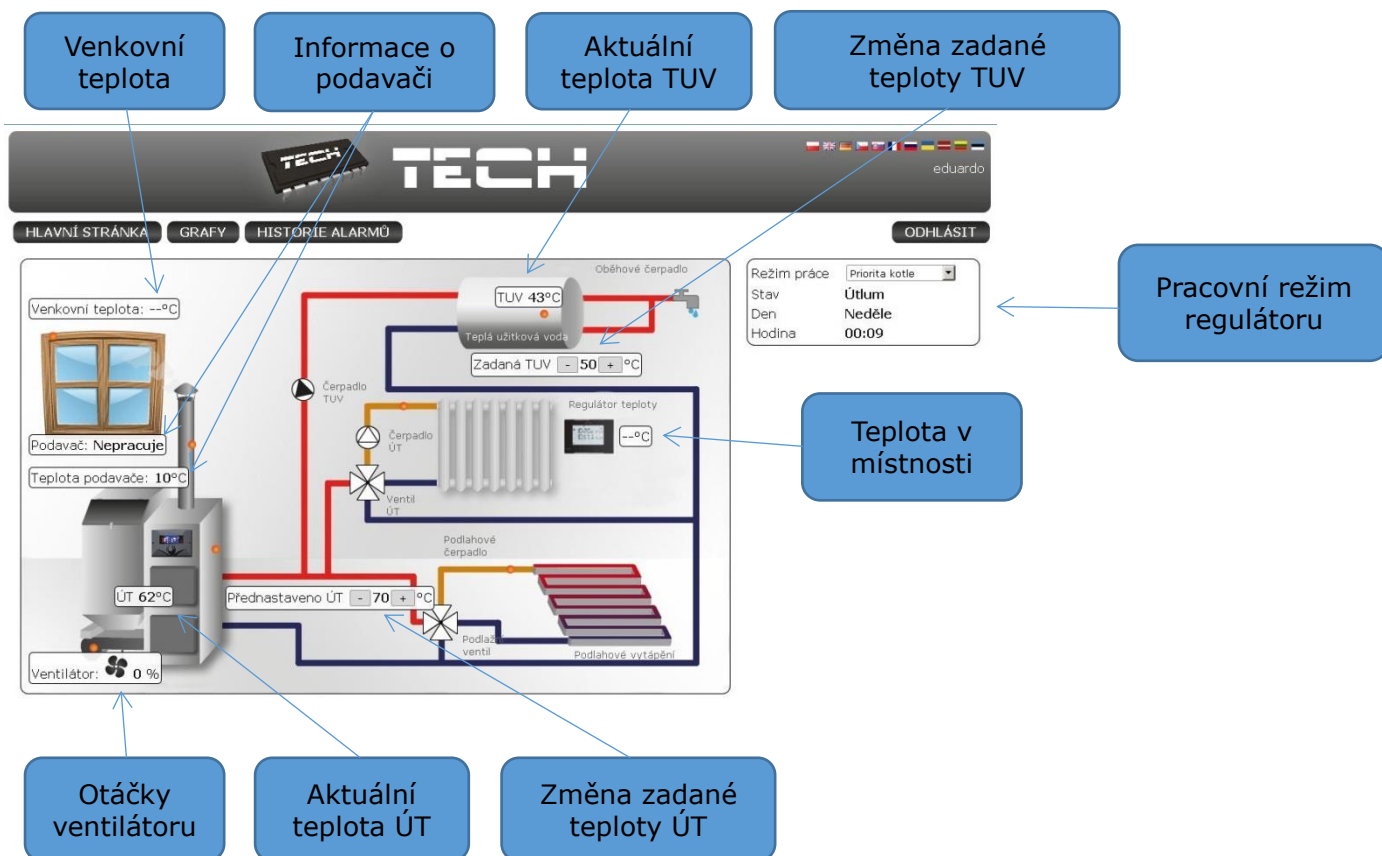 Venkovní
teplota
Informace o
podavači
Aktuální
teplota TUV
Změna zadané
teploty TUV
TECH
TECH
eduardo
HLAVNÍ STRÁNKA
GRAFY
HISTORIE ALARMŮ
ODHLÁSIT
Venkovní teplota: --°C
Oběhové čerpadlo
TUV 43°C
Teplá užitková voda
Zadaná TUV - 50 + °C
Režim práce Priorita kotle
Stav Útlum
Den Neděle
Hodina 00:09
Pracovní režim
regulátoru
Čerpadlo
TUV
Regulátor teploty
--°C
Čerpadlo
ÚT
Teplota v
místnosti
Podavač: Nepracuje
Teplota podavače: 10°C
Ventil
ÚT
Podlahové
čerpadlo
ÚT 62°C
Přednastaveno ÚT - 70 + °C
Podlažní
ventil
Podlahové vytápění
Ventilátor: 0 %
Otáčky
ventilátoru
Aktuální
teplota ÚT
Změna zadané
teploty ÚT